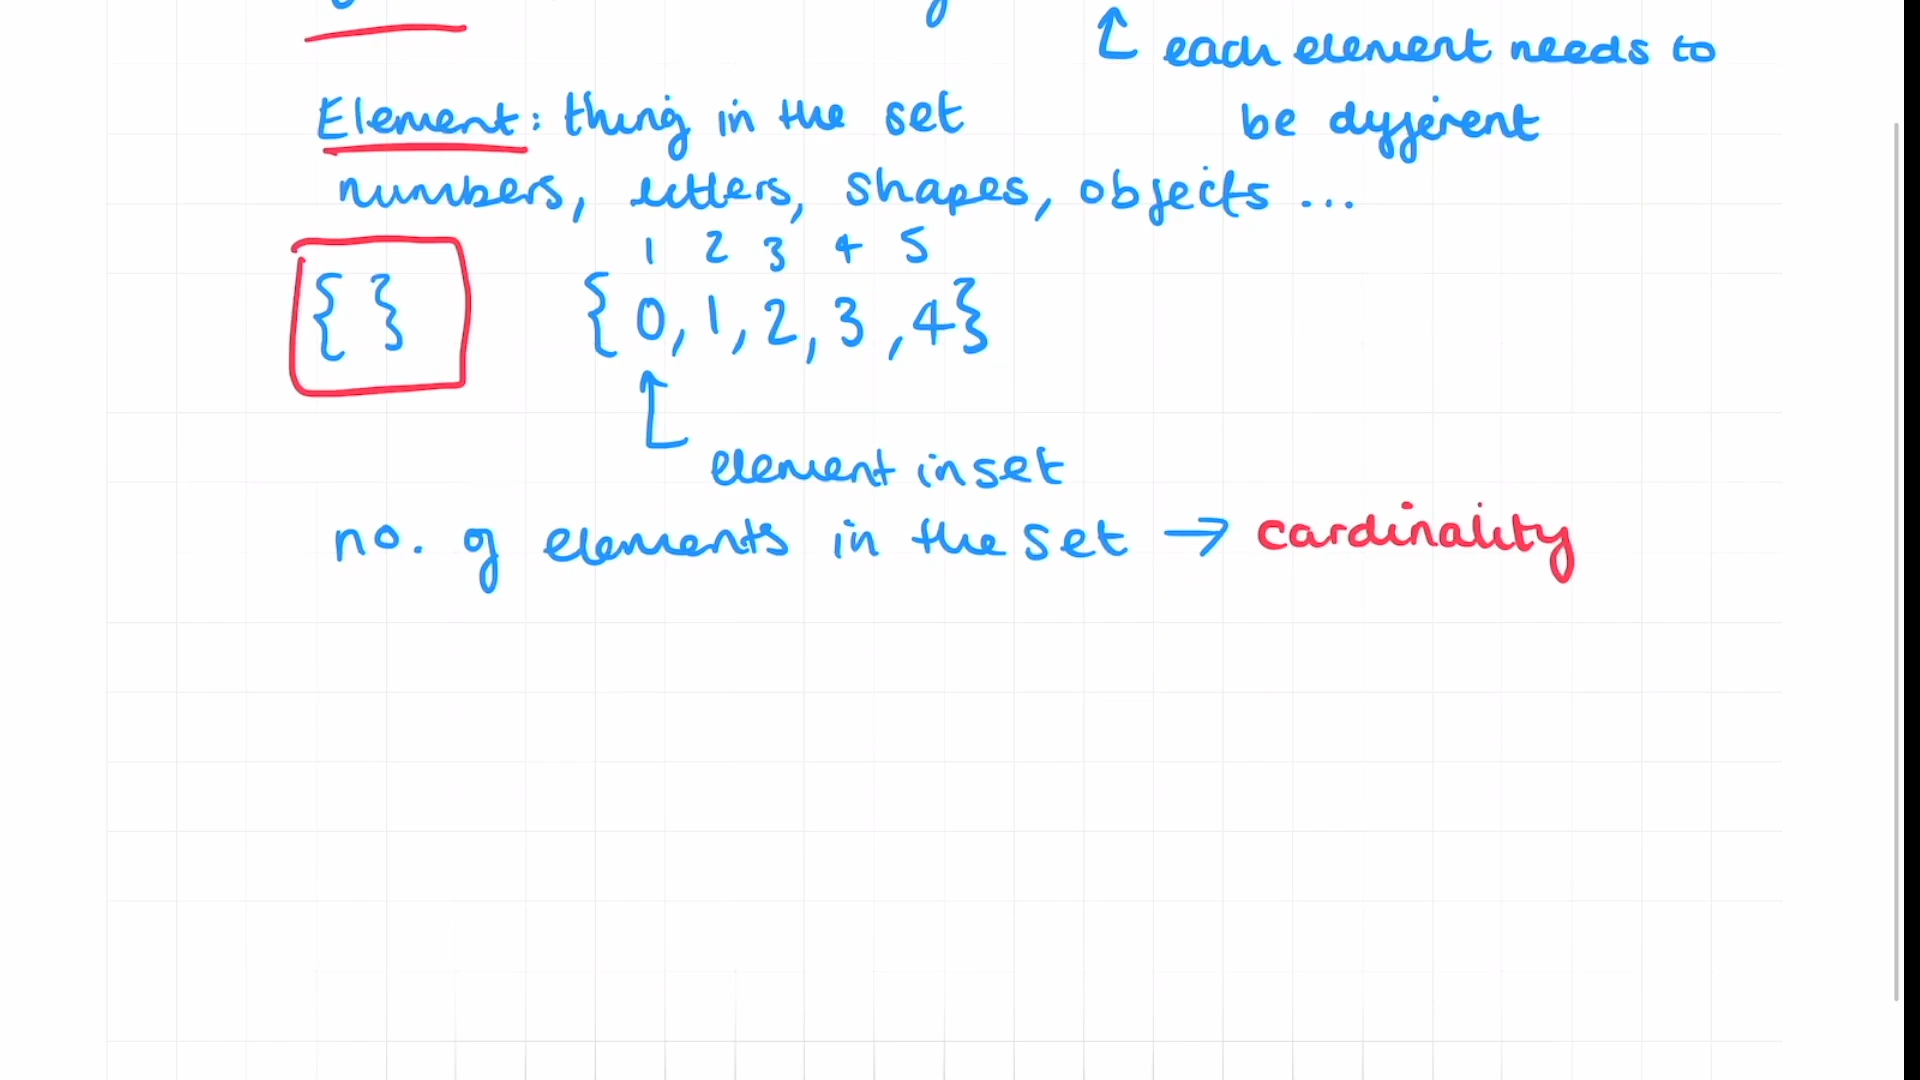 each element needs to
Element: thing in the set
be different
numbers, letters, shapes, objects ...
1 2 3 4 5
{ } { 0, 1, 2, 3, 4}
element in set
no. of elements in the set → cardinality